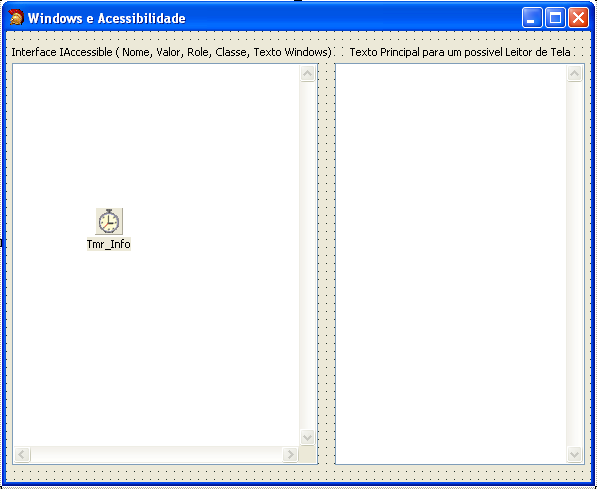 Windows e Acessibilidade
Interface IAccessible ( Nome, Valor, Role, Classe, Texto Windows)
Texto Principal para um possivel Leitor de Tela
Tmr_Info